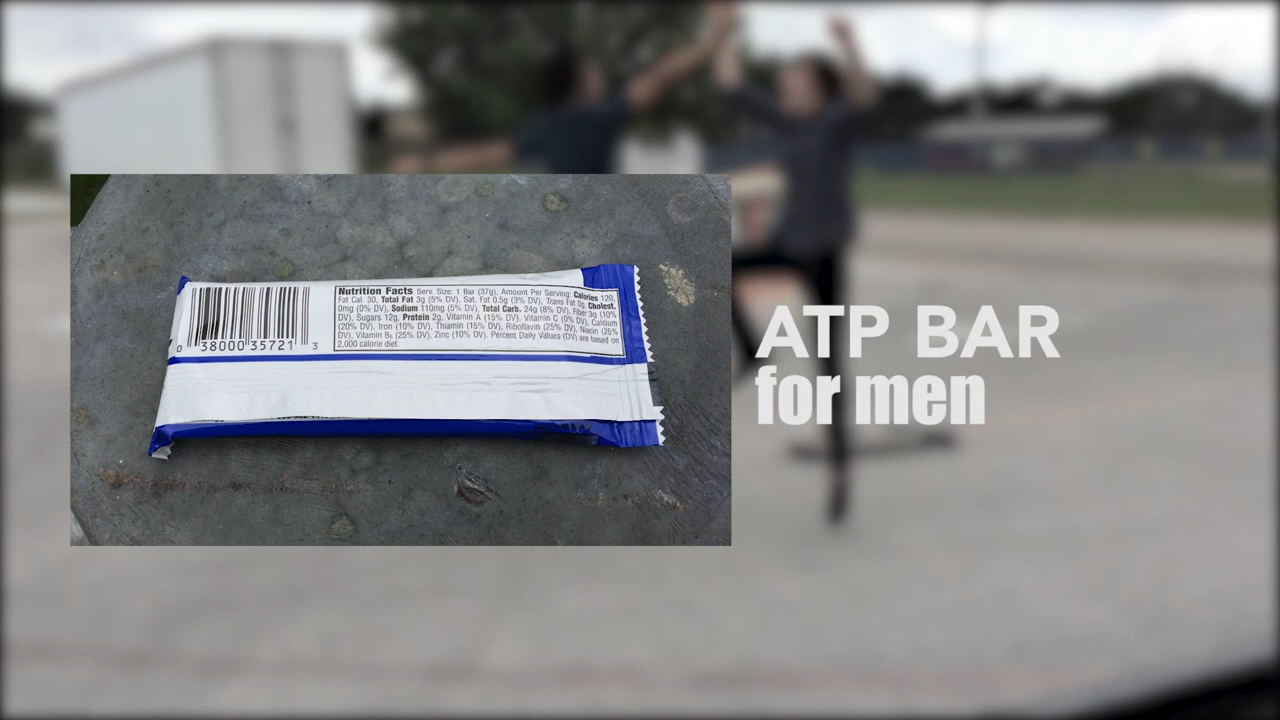 Nutrition Facts Serv. Size: 1 Bar (37g), Amount Per Serving: Calories 120,
Fat Cal. 30, Total Fat 3g (5% DV), Sat. Fat 0.5g (3% DV), Trans Fat 0g, Cholest.
0mg (0% DV), Sodium 110mg (5% DV), Total Carb. 24g (8% DV), Fiber 3g (10%
DV), Sugars 12g, Protein 2g, Vitamin A (15% DV), Vitamin C (0% DV), Calcium
(20% DV), Iron (10% DV), Thiamin (15% DV), Riboflavin (25% DV), Niacin (25%
DV), Vitamin B₆ (25% DV), Zinc (10% DV). Percent Daily Values (DV) are based on
2,000 calorie diet.
0 38000 35721 3
ATP BAR
for men